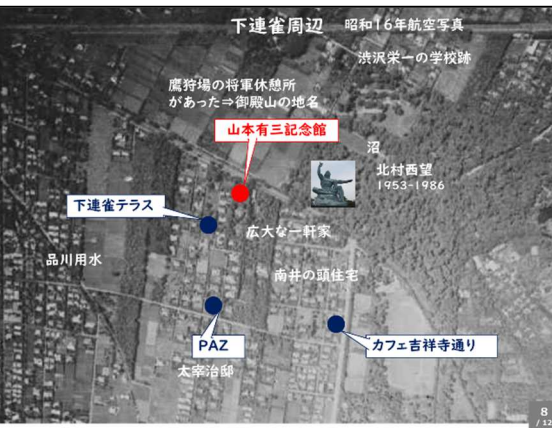 下連雀周辺 昭和16年航空写真
渋沢栄一の学校跡
鷹狩場の将軍休憩所
があった⇒御殿山の地名
山本有三記念館
沼
北村西望
1953-1986
下連雀テラス
広大な一軒家
品川用水
南井の頭住宅
PAZ
カフェ吉祥寺通り
太宰治邸
8
/ 12